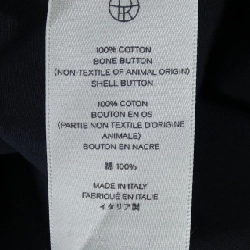 100% COTTON
BONE BUTTON
(NON-TEXTILE OF ANIMAL ORIGIN)
SHELL BUTTON
100% COTON
BOUTON EN OS
(PARTIE NON TEXTILE D'ORIGINE
ANIMALE)
BOUTON EN NACRE
綿 100%
MADE IN ITALY
FABRIQUÉ EN ITALIE
イタリア製